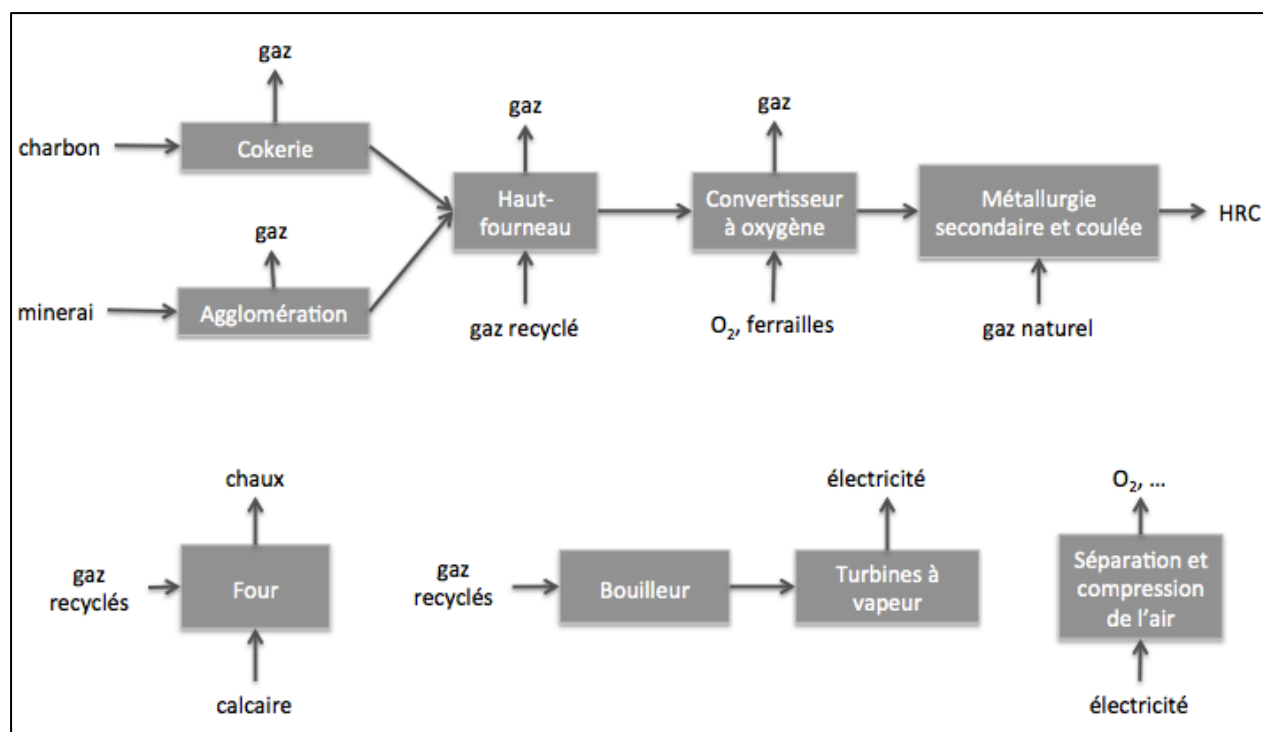 gaz
charbon
Cokerie
gaz
minerai
Agglomération
gaz
Haut-
fourneau
gaz recyclé
gaz
Convertisseur
à oxygène
O₂, ferrailles
Métallurgie
secondaire et coulée
gaz naturel
HRC
chaux
gaz
recyclés
Four
calcaire
gaz
recyclés
Bouilleur
électricité
Turbines à
vapeur
O₂, ...
Séparation et
compression
de l'air
électricité